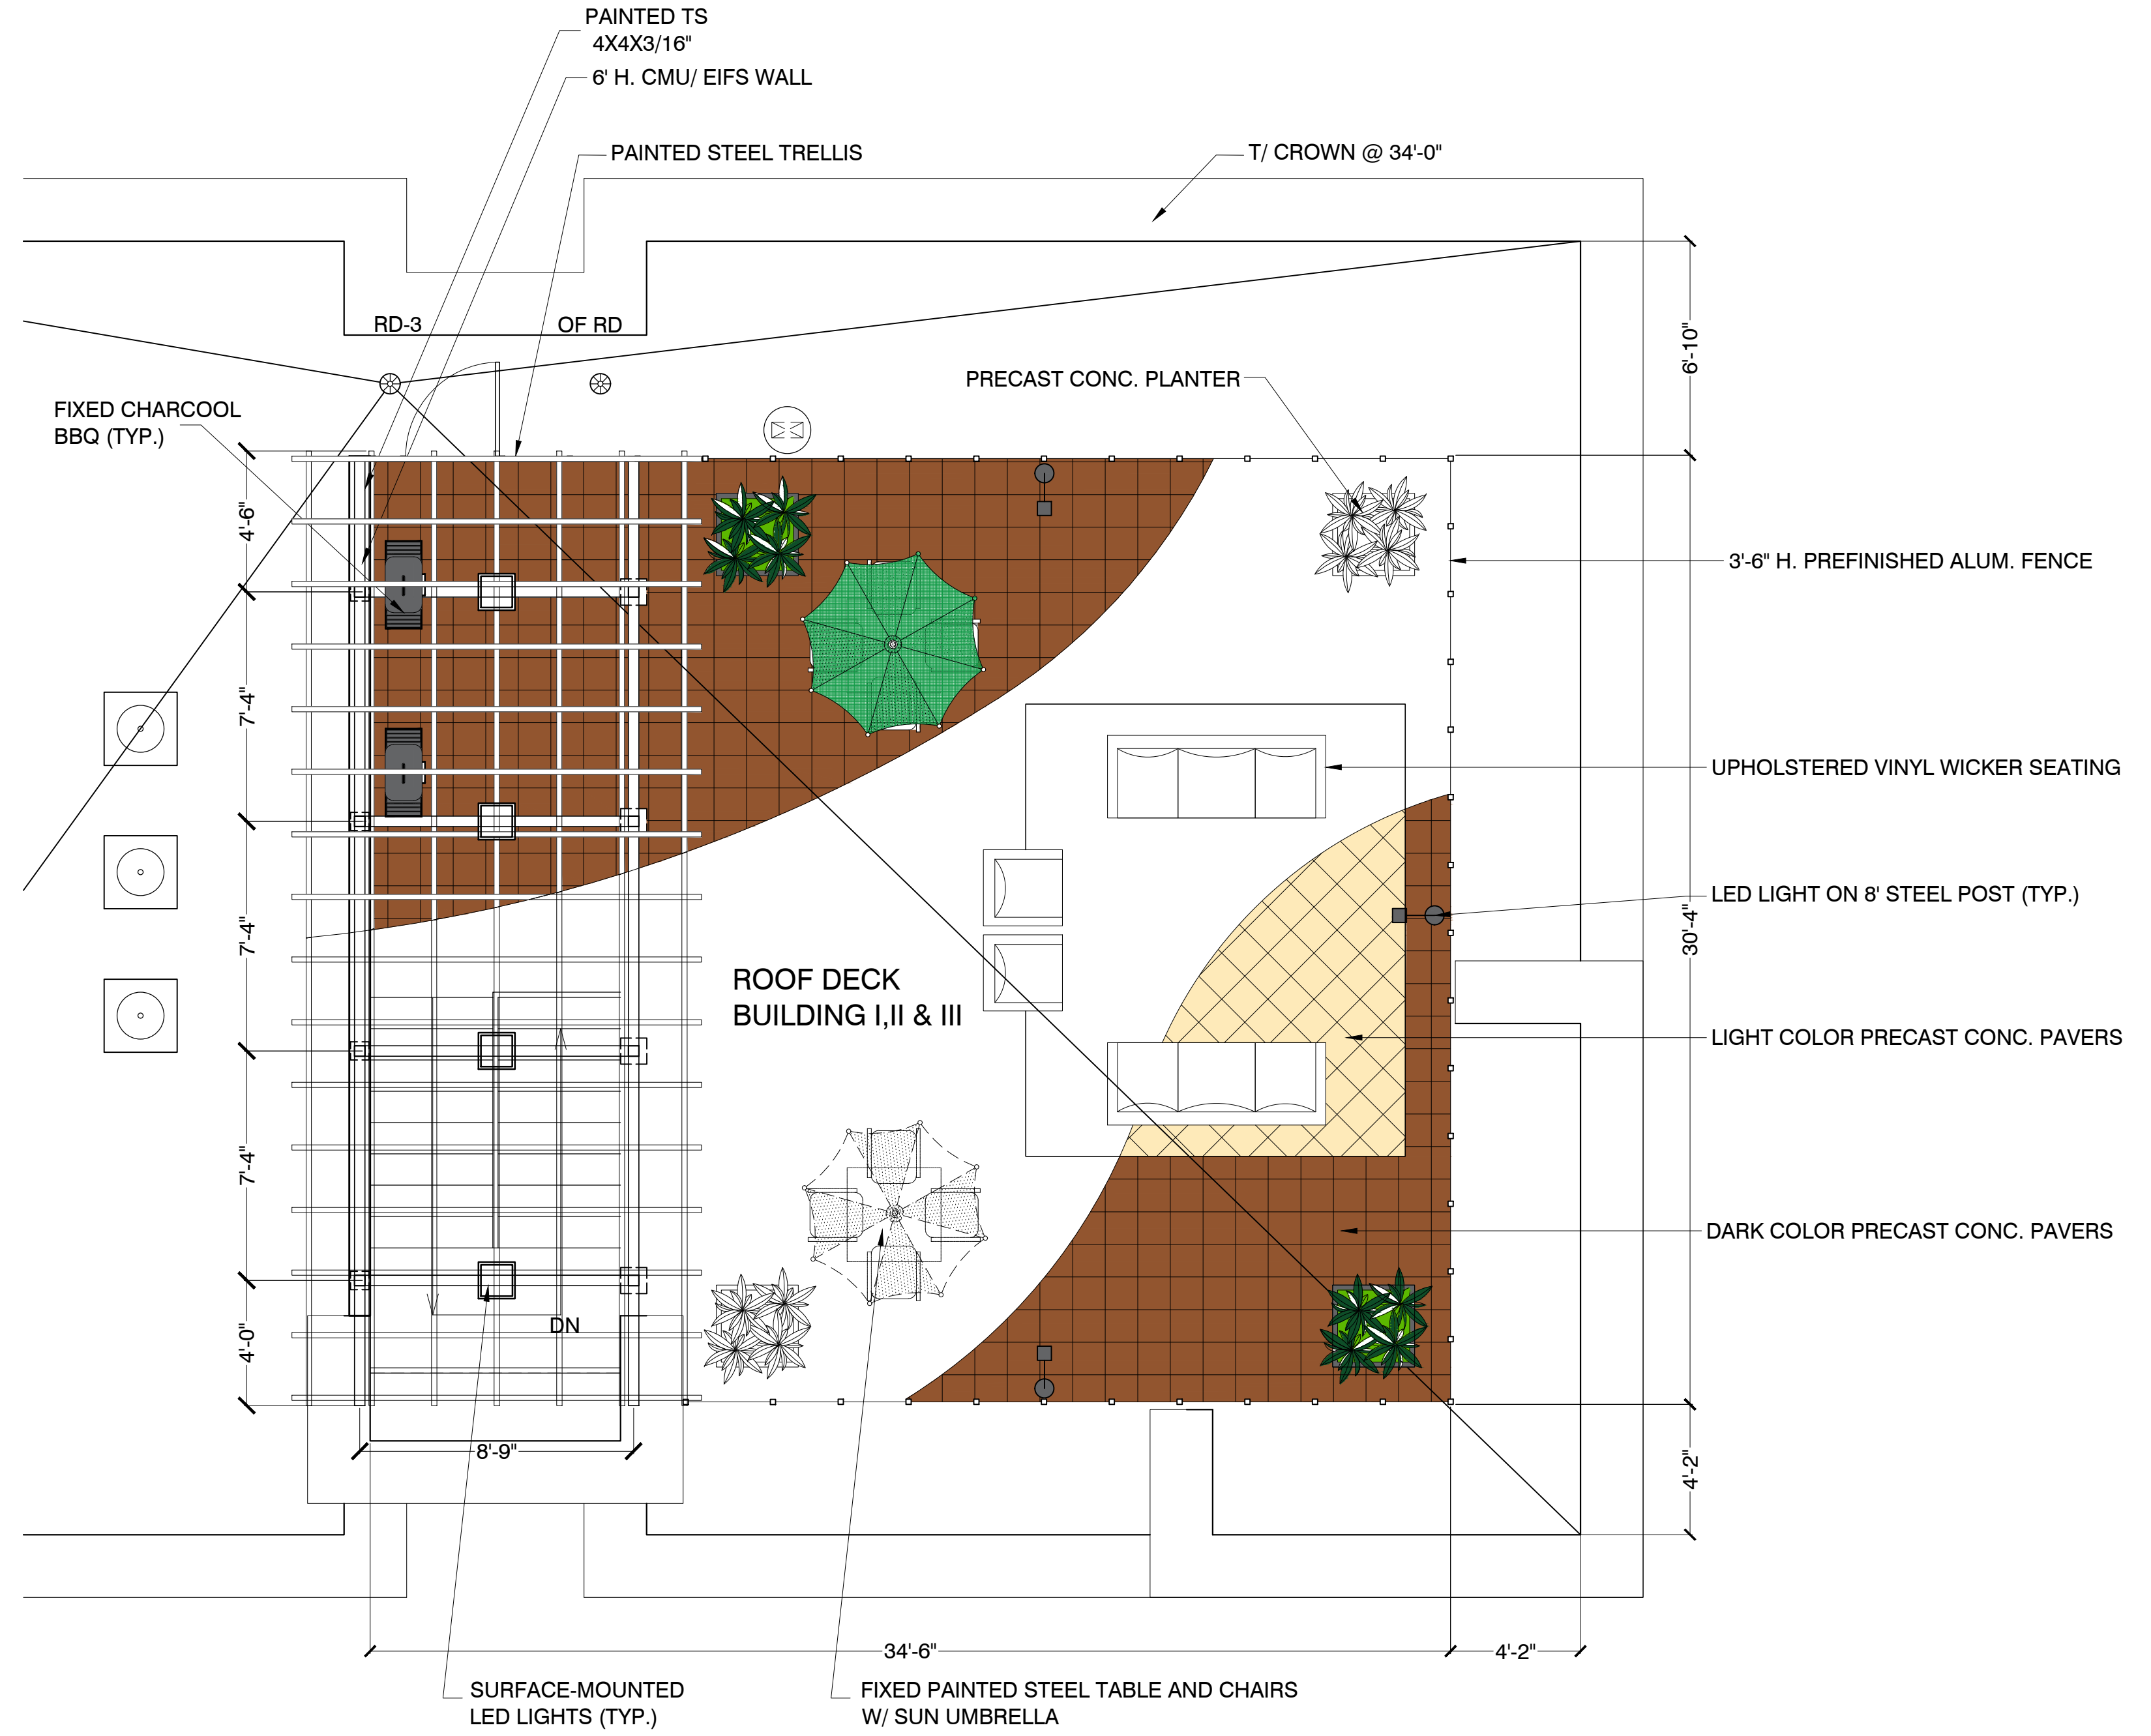 PAINTED TS
4X4X3/16"
6' H. CMU/ EIFS WALL
PAINTED STEEL TRELLIS
T/ CROWN @ 34'-0"
RD-3
OF RD
6'-10"
PRECAST CONC. PLANTER
FIXED CHARCOOL
BBQ (TYP.)
4'-6"
3'-6" H. PREFINISHED ALUM. FENCE
7'-4"
UPHOLSTERED VINYL WICKER SEATING
LED LIGHT ON 8' STEEL POST (TYP.)
7'-4"
30'-4"
ROOF DECK
BUILDING I,II & III
LIGHT COLOR PRECAST CONC. PAVERS
7'-4"
DARK COLOR PRECAST CONC. PAVERS
DN
4'-0"
8'-9"
4'-2"
34'-6"
4'-2"
SURFACE-MOUNTED
LED LIGHTS (TYP.)
FIXED PAINTED STEEL TABLE AND CHAIRS
W/ SUN UMBRELLA